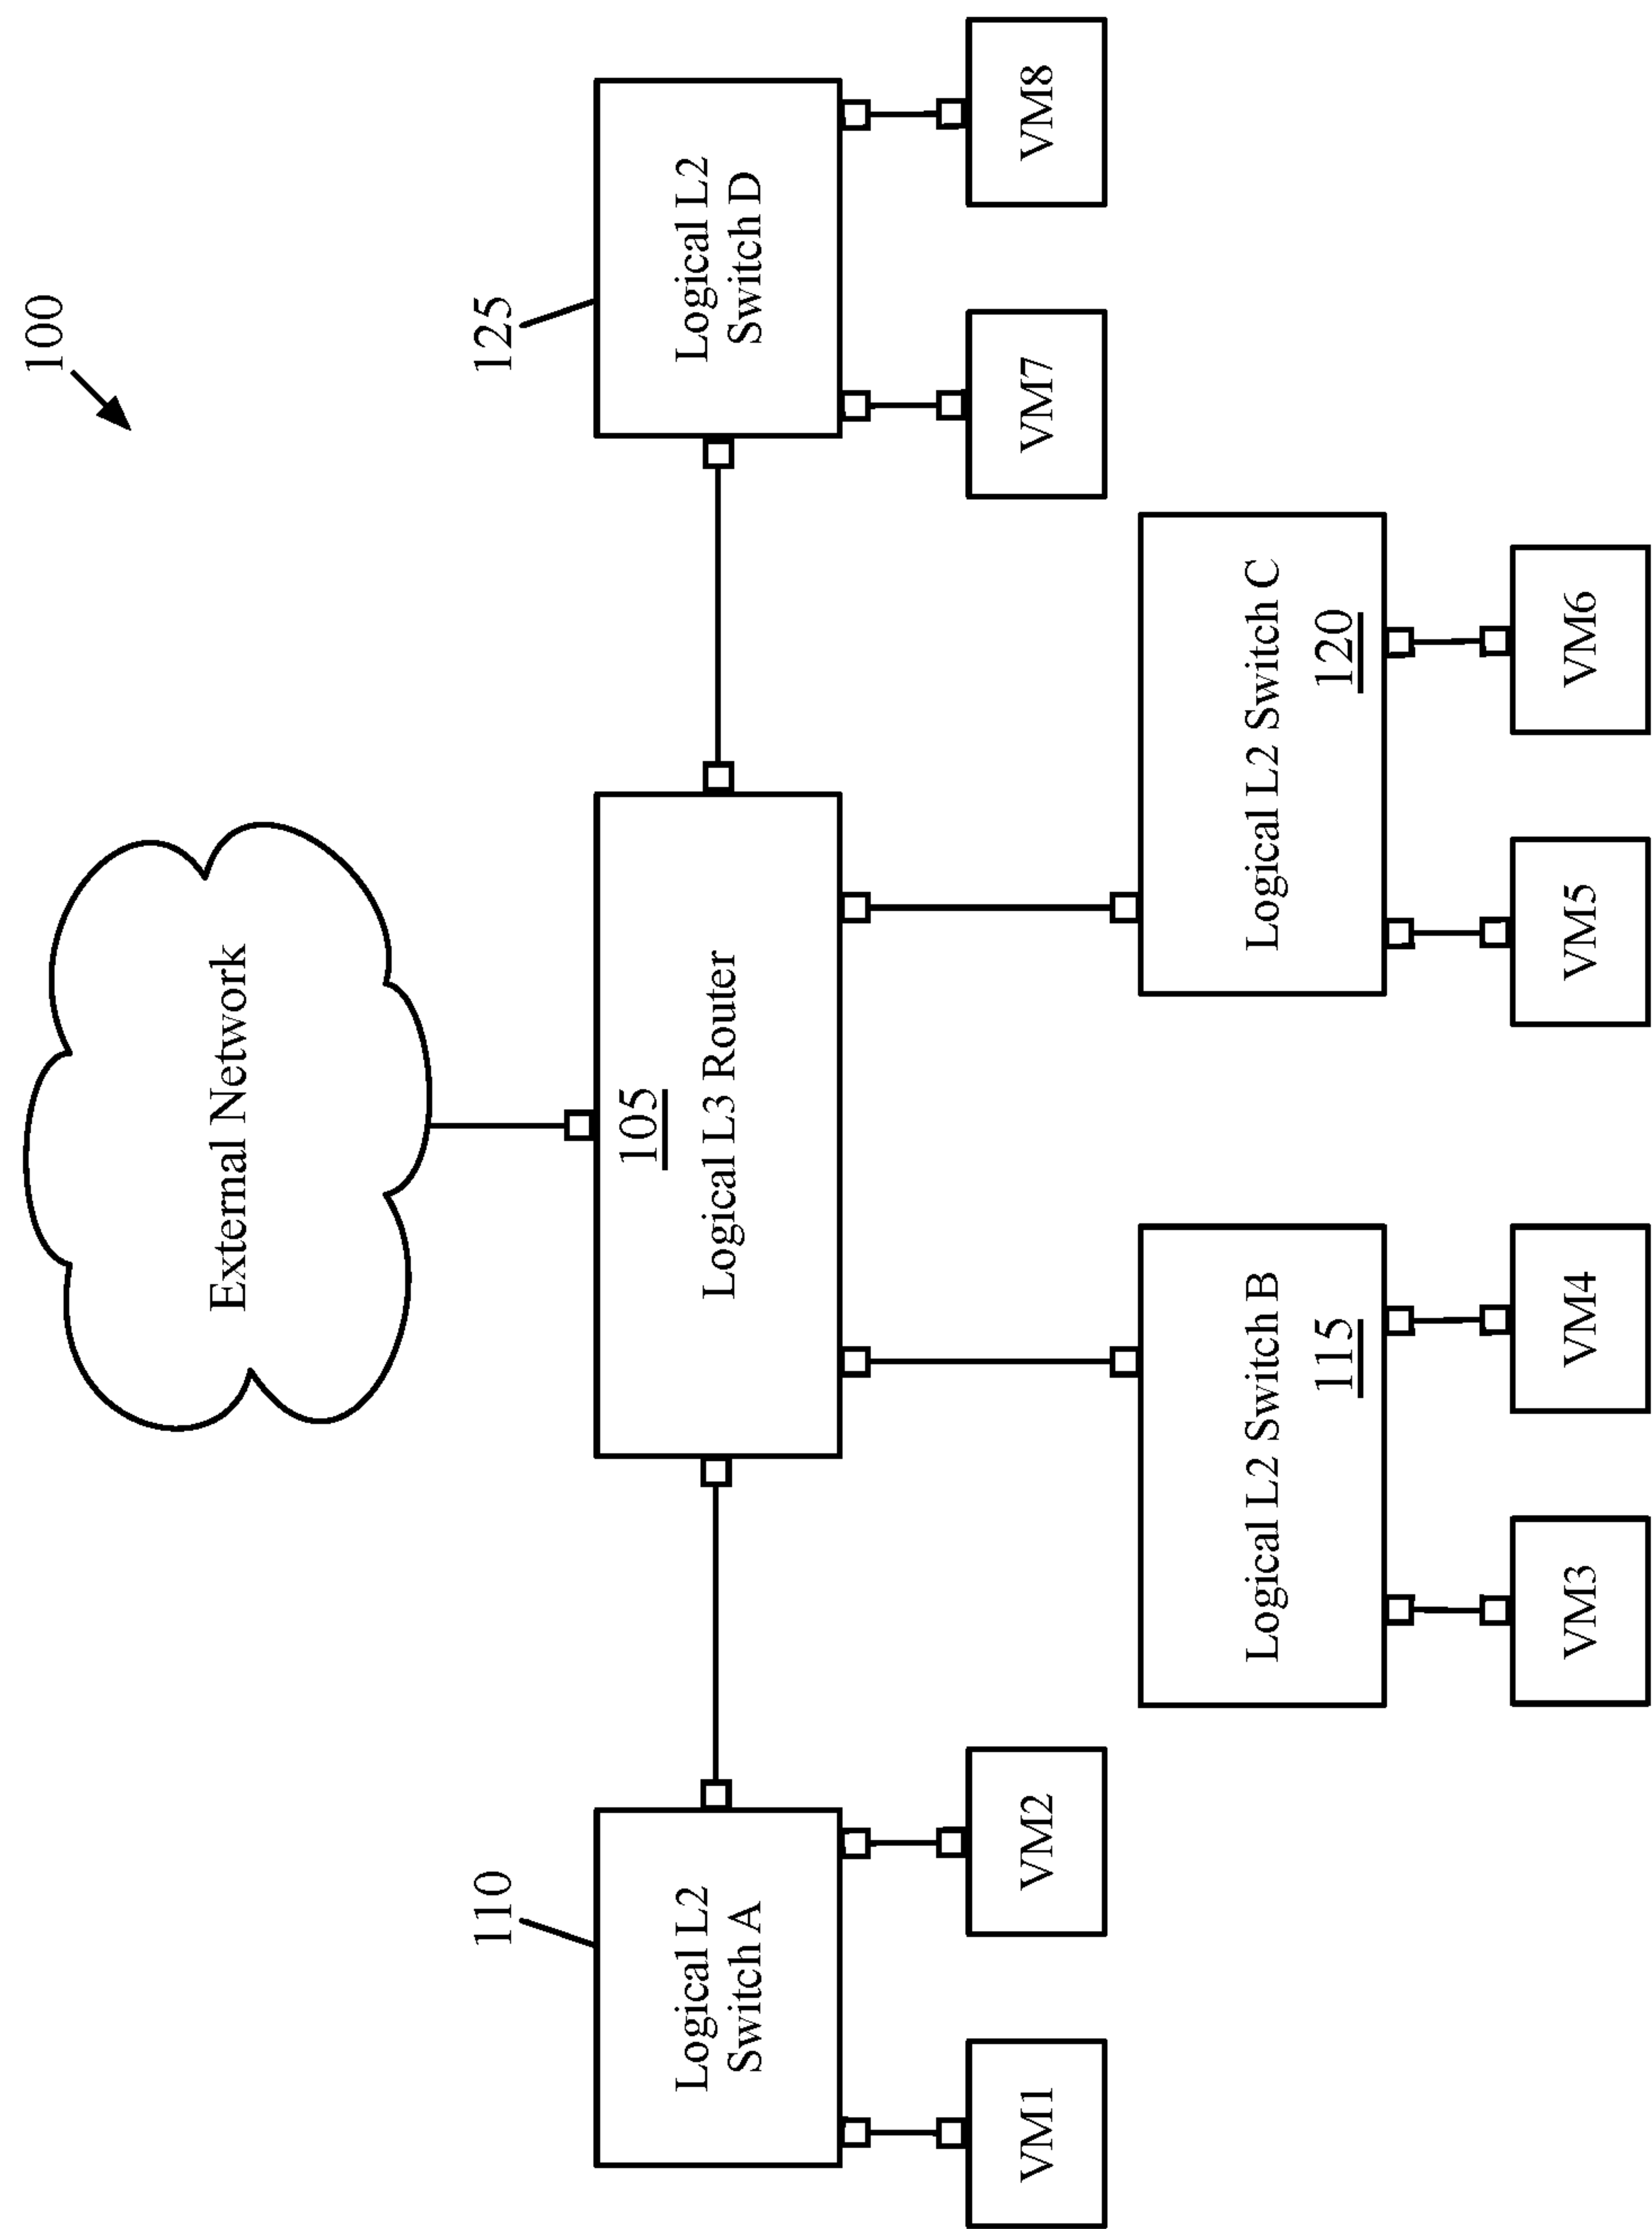 100
External Network
110
125
Logical L2
Switch A
105
Logical L3 Router
Logical L2
Switch D
VM1
VM2
VM7
VM8
Logical L2 Switch B
115
Logical L2 Switch C
120
VM3
VM4
VM5
VM6